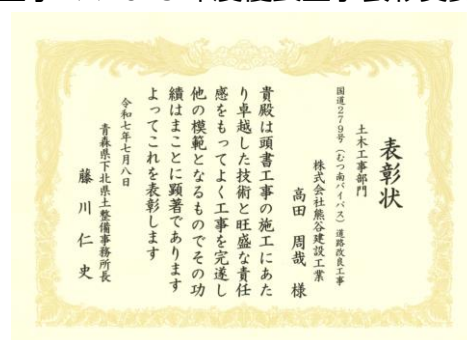 表彰状
土木工事部門
国道279号（むつ南バイパス）道路改良工事
株式会社熊谷建設工業
高田 周哉 様
貴殿は頭書工事の施工にあた
り卓越した技術と旺盛な責任
感をもってよく工事を完遂し
他の模範となるものでその功
績はまことに顕著であります
よってこれを表彰します
令和七年七月八日
青森県下北県土整備事務所長
藤川 仁史